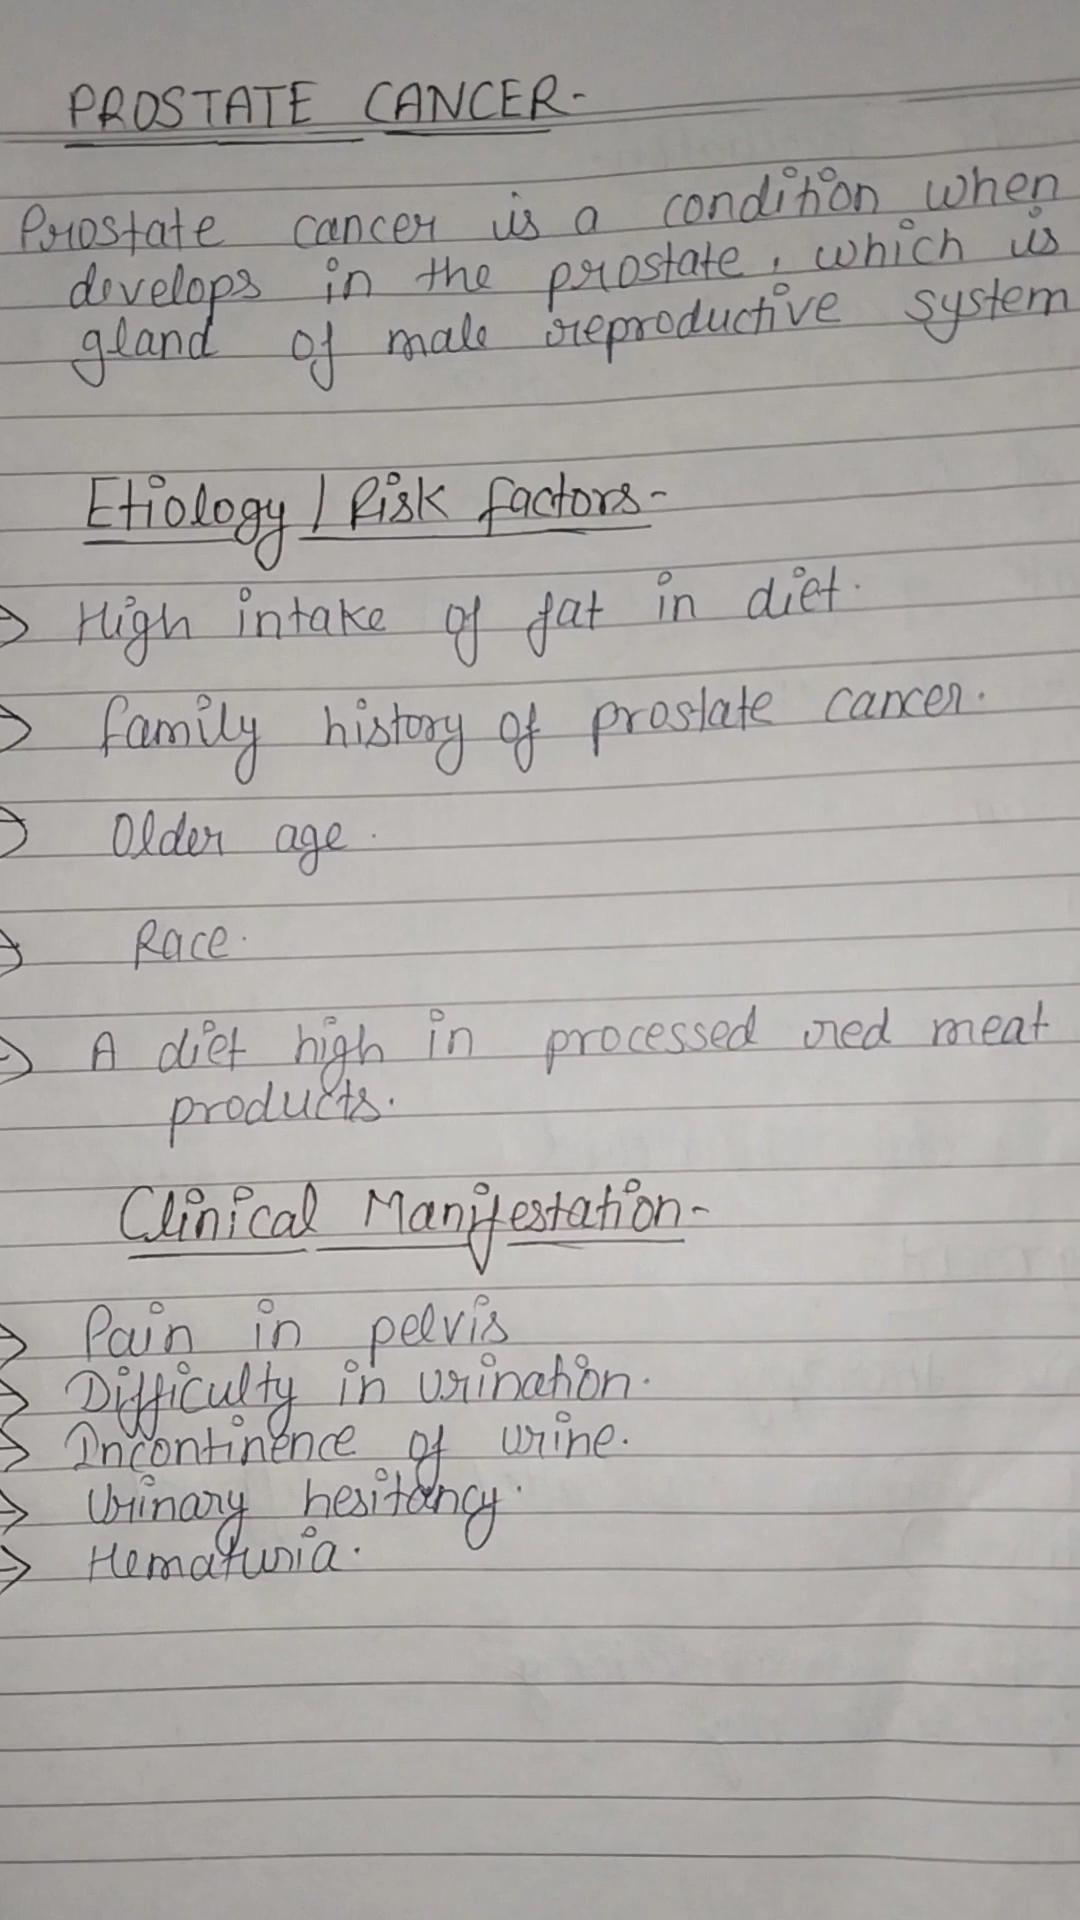 PROSTATE CANCER-
Prostate cancer is a condition when
develops in the prostate, which is
gland of male reproductive system
Etiology / Risk factors-
→ High intake of fat in diet.
→ family history of prostate cancer.
→ Older age.
→ Race.
→ A diet high in processed red meat
products.
Clinical Manifestation-
→ Pain in pelvis
→ Difficulty in urination.
→ Incontinence of urine.
→ Urinary hesitancy.
→ Hematuria.